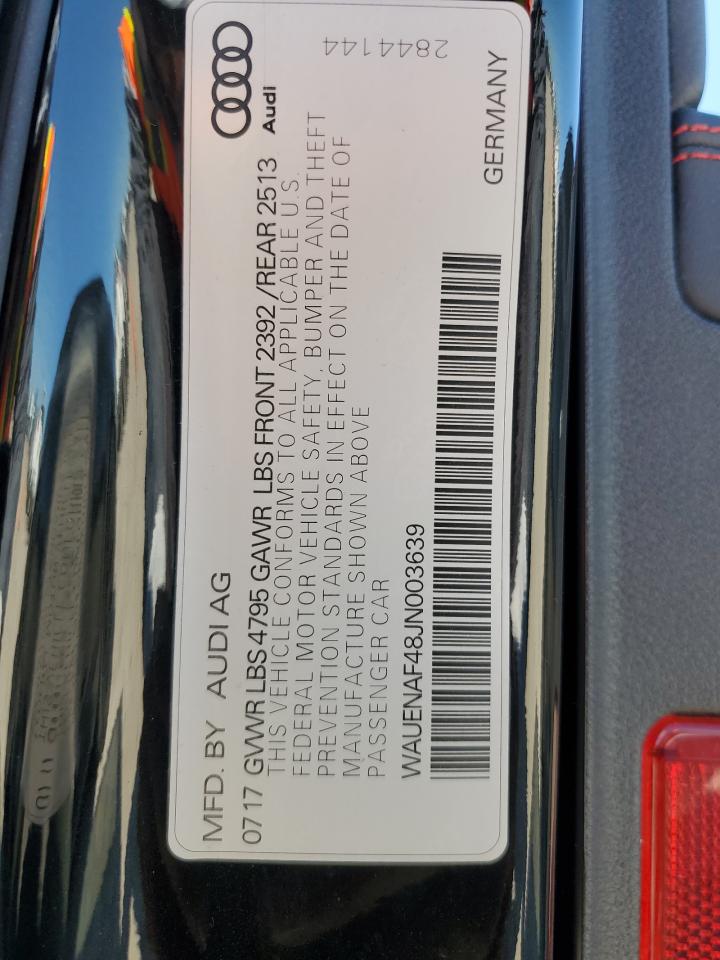 MFD. BY AUDI AG
Audi
07 17 GVWR LBS 4795 GAWR LBS FRONT 2392 /REAR 2513
THIS VEHICLE CONFORMS TO ALL APPLICABLE U.S.
FEDERAL MOTOR VEHICLE SAFETY, BUMPER AND THEFT
PREVENTION STANDARDS IN EFFECT ON THE DATE OF
MANUFACTURE SHOWN ABOVE
PASSENGER CAR
WAUENAF48JN003639
2844144
GERMANY